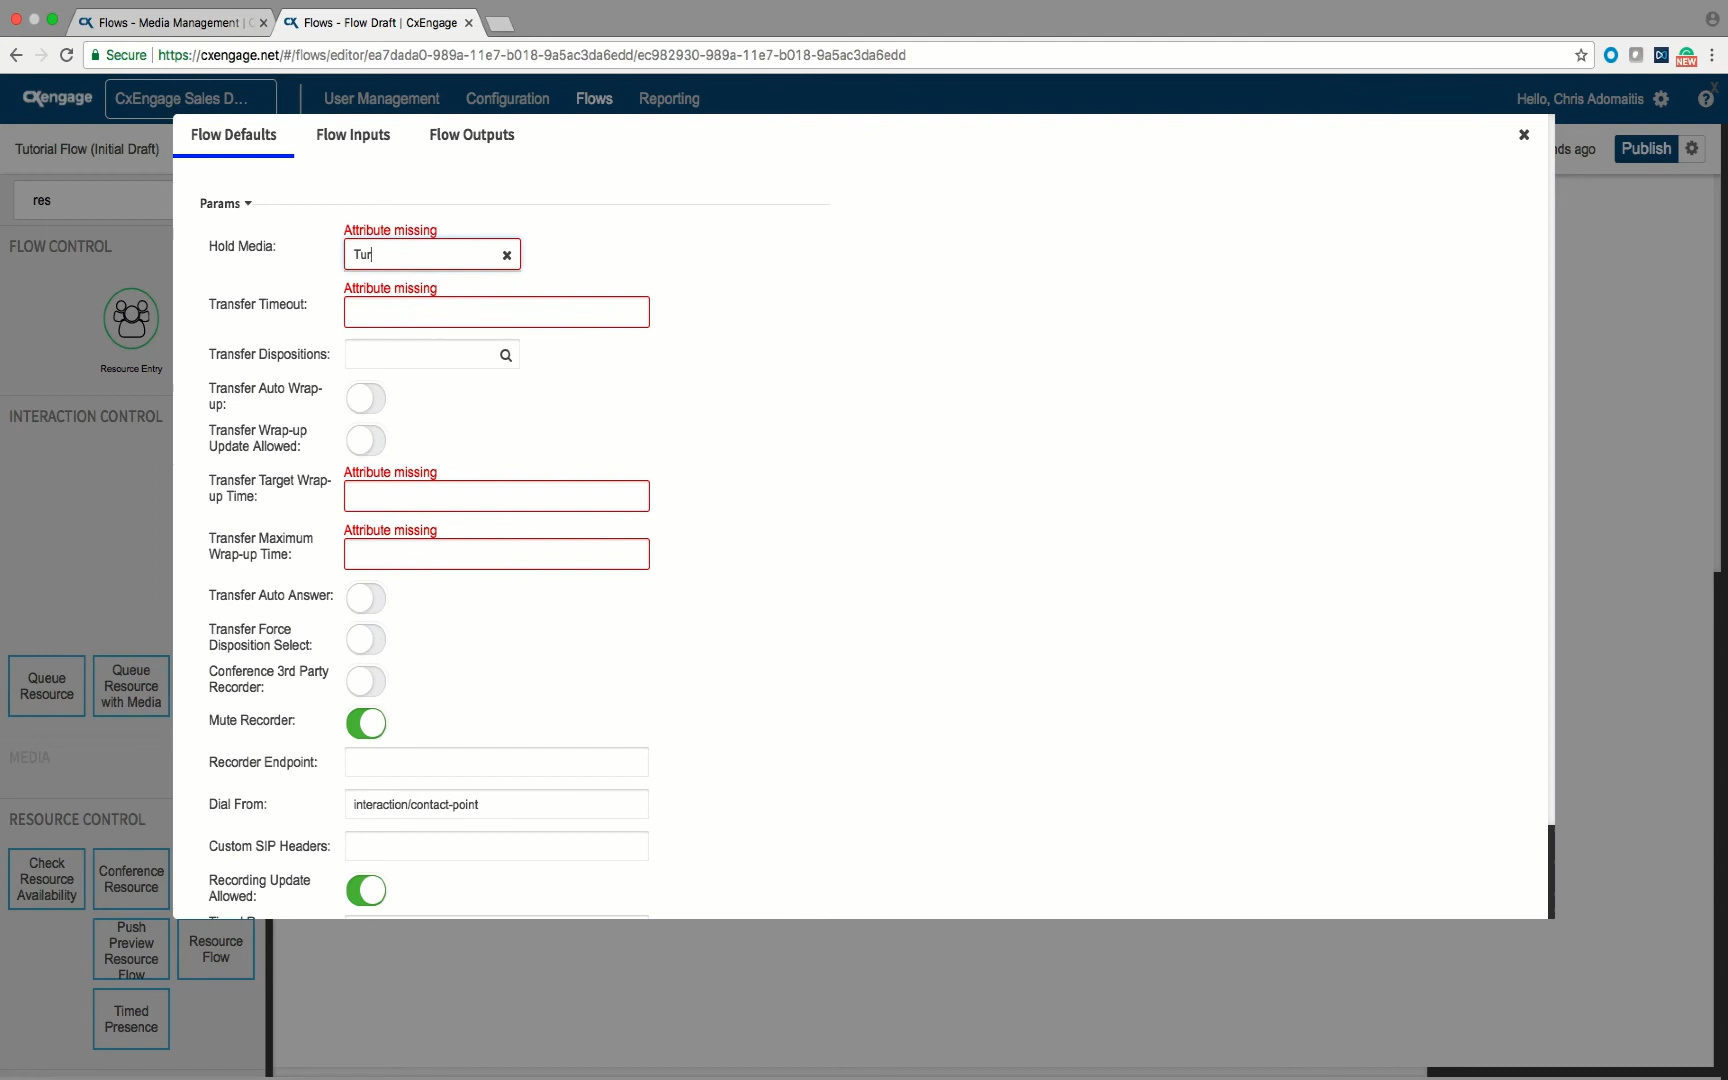 Flows - Media Management | C
Flows - Flow Draft | CxEngage
Secure
https://cxengage.net/#/flows/editor/ea7dada0-989a-11e7-b018-9a5ac3da6edd/ec982930-989a-11e7-b018-9a5ac3da6edd
NEW
CXengage
CxEngage Sales D...
User Management
Configuration
Flows
Reporting
Hello, Chris Adomaitis
Tutorial Flow (Initial Draft)
Flow Defaults
Flow Inputs
Flow Outputs
nds ago
Publish
res
FLOW CONTROL
Resource Entry
INTERACTION CONTROL
Queue
Resource
Queue
Resource
with Media
MEDIA
RESOURCE CONTROL
Check
Resource
Availability
Conference
Resource
Push
Preview
Resource
Flow
Resource
Flow
Timed
Presence
Params
Attribute missing
Hold Media:
Tur
Attribute missing
Transfer Timeout:
Transfer Dispositions:
Transfer Auto Wrap-
up:
Transfer Wrap-up
Update Allowed:
Attribute missing
Transfer Target Wrap-
up Time:
Attribute missing
Transfer Maximum
Wrap-up Time:
Transfer Auto Answer:
Transfer Force
Disposition Select:
Conference 3rd Party
Recorder:
Mute Recorder:
Recorder Endpoint:
Dial From:
interaction/contact-point
Custom SIP Headers:
Recording Update
Allowed: